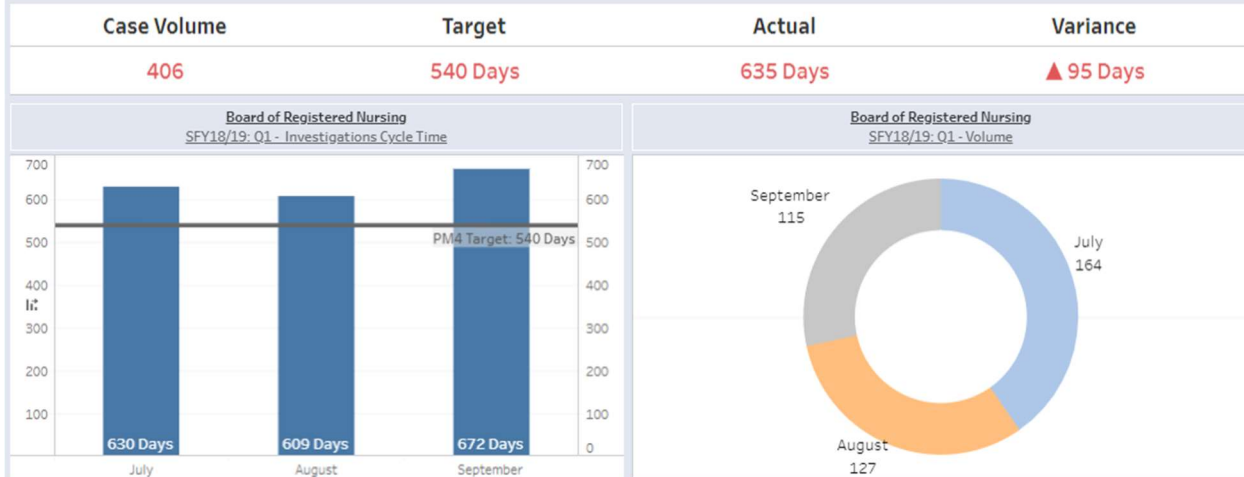 Case Volume Target Actual Variance
406 540 Days 635 Days ▲ 95 Days
Board of Registered Nursing
SFY18/19: Q1 - Investigations Cycle Time
700 700
600 600
PM4 Target: 540 Days
500 500
400 400
300 300
200 200
100 100
0
630 Days 609 Days 672 Days
July August September
Board of Registered Nursing
SFY18/19: Q1 - Volume
September
115
July
164
August
127